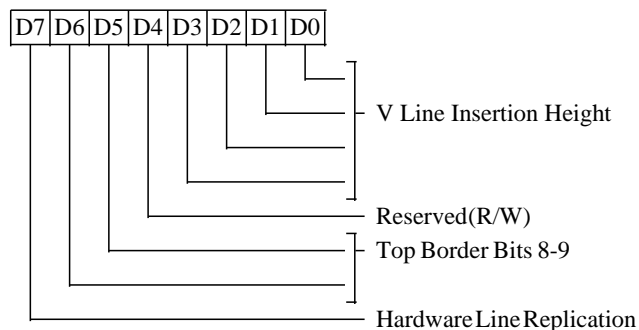 D7 D6 D5 D4 D3 D2 D1 D0
V Line Insertion Height
Reserved (R/W)
Top Border Bits 8-9
Hardware Line Replication